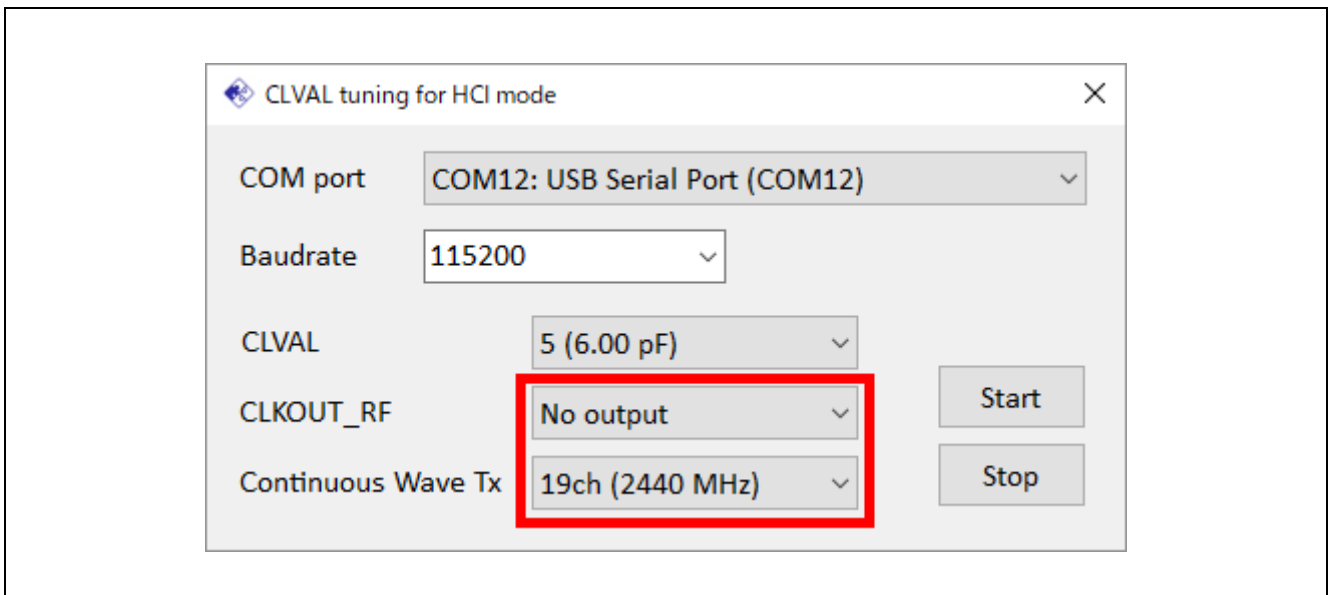 CLVAL tuning for HCI mode
COM port COM12: USB Serial Port (COM12)
Baudrate 115200
CLVAL 5 (6.00 pF)
CLKOUT_RF No output Start
Continuous Wave Tx 19ch (2440 MHz) Stop